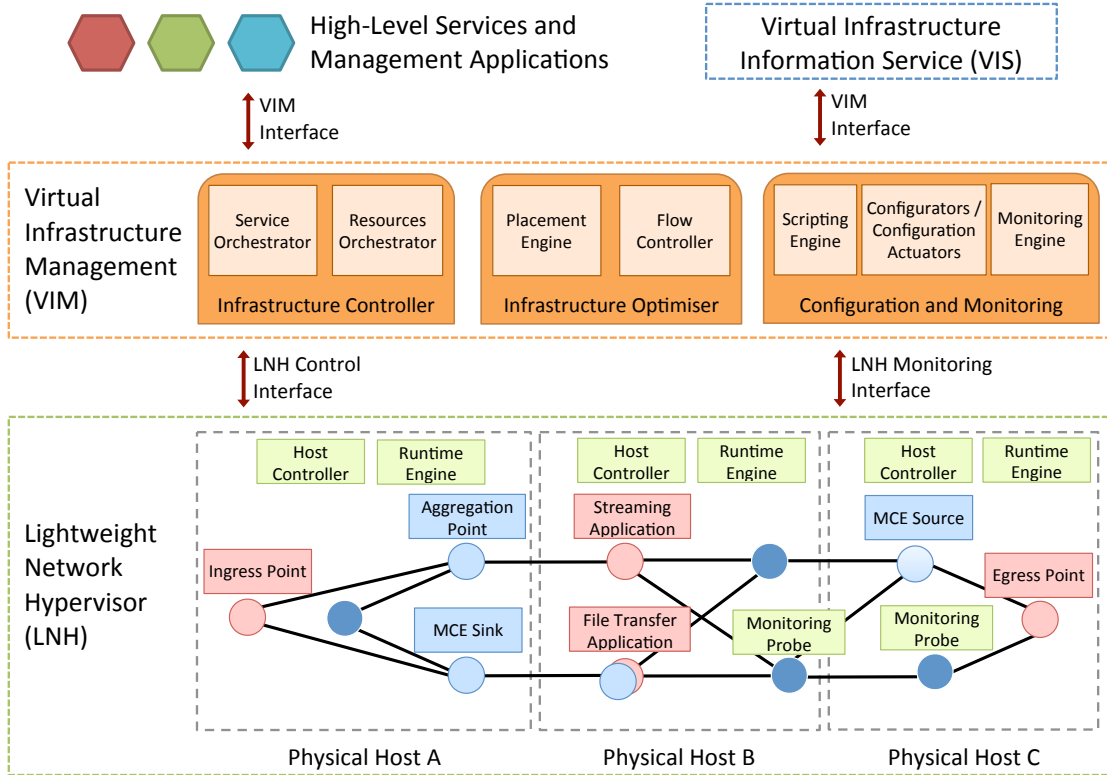 High-Level Services and
Management Applications
Virtual Infrastructure
Information Service (VIS)
VIM
Interface
VIM
Interface
Virtual
Infrastructure
Management
(VIM)
Service
Orchestrator
Resources
Orchestrator
Infrastructure Controller
Placement
Engine
Flow
Controller
Infrastructure Optimiser
Scripting
Engine
Configurators /
Configuration
Actuators
Monitoring
Engine
Configuration and Monitoring
LNH Control
Interface
LNH Monitoring
Interface
Lightweight
Network
Hypervisor
(LNH)
Host
Controller
Runtime
Engine
Aggregation
Point
Ingress Point
MCE Sink
Physical Host A
Host
Controller
Runtime
Engine
Streaming
Application
File Transfer
Application
Monitoring
Probe
Physical Host B
Host
Controller
Runtime
Engine
MCE Source
Egress Point
Monitoring
Probe
Physical Host C